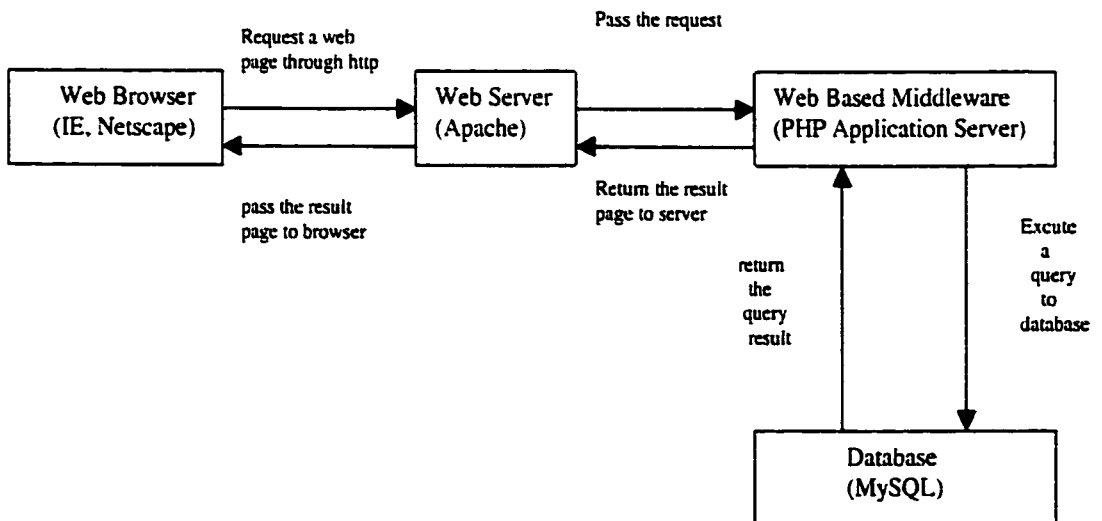 Pass the request
Request a web
page through http
Web Browser
(IE, Netscape)
Web Server
(Apache)
Web Based Middleware
(PHP Application Server)
pass the result
page to browser
Return the result
page to server
return
the
query
result
Excute
a
query
to
database
Database
(MySQL)